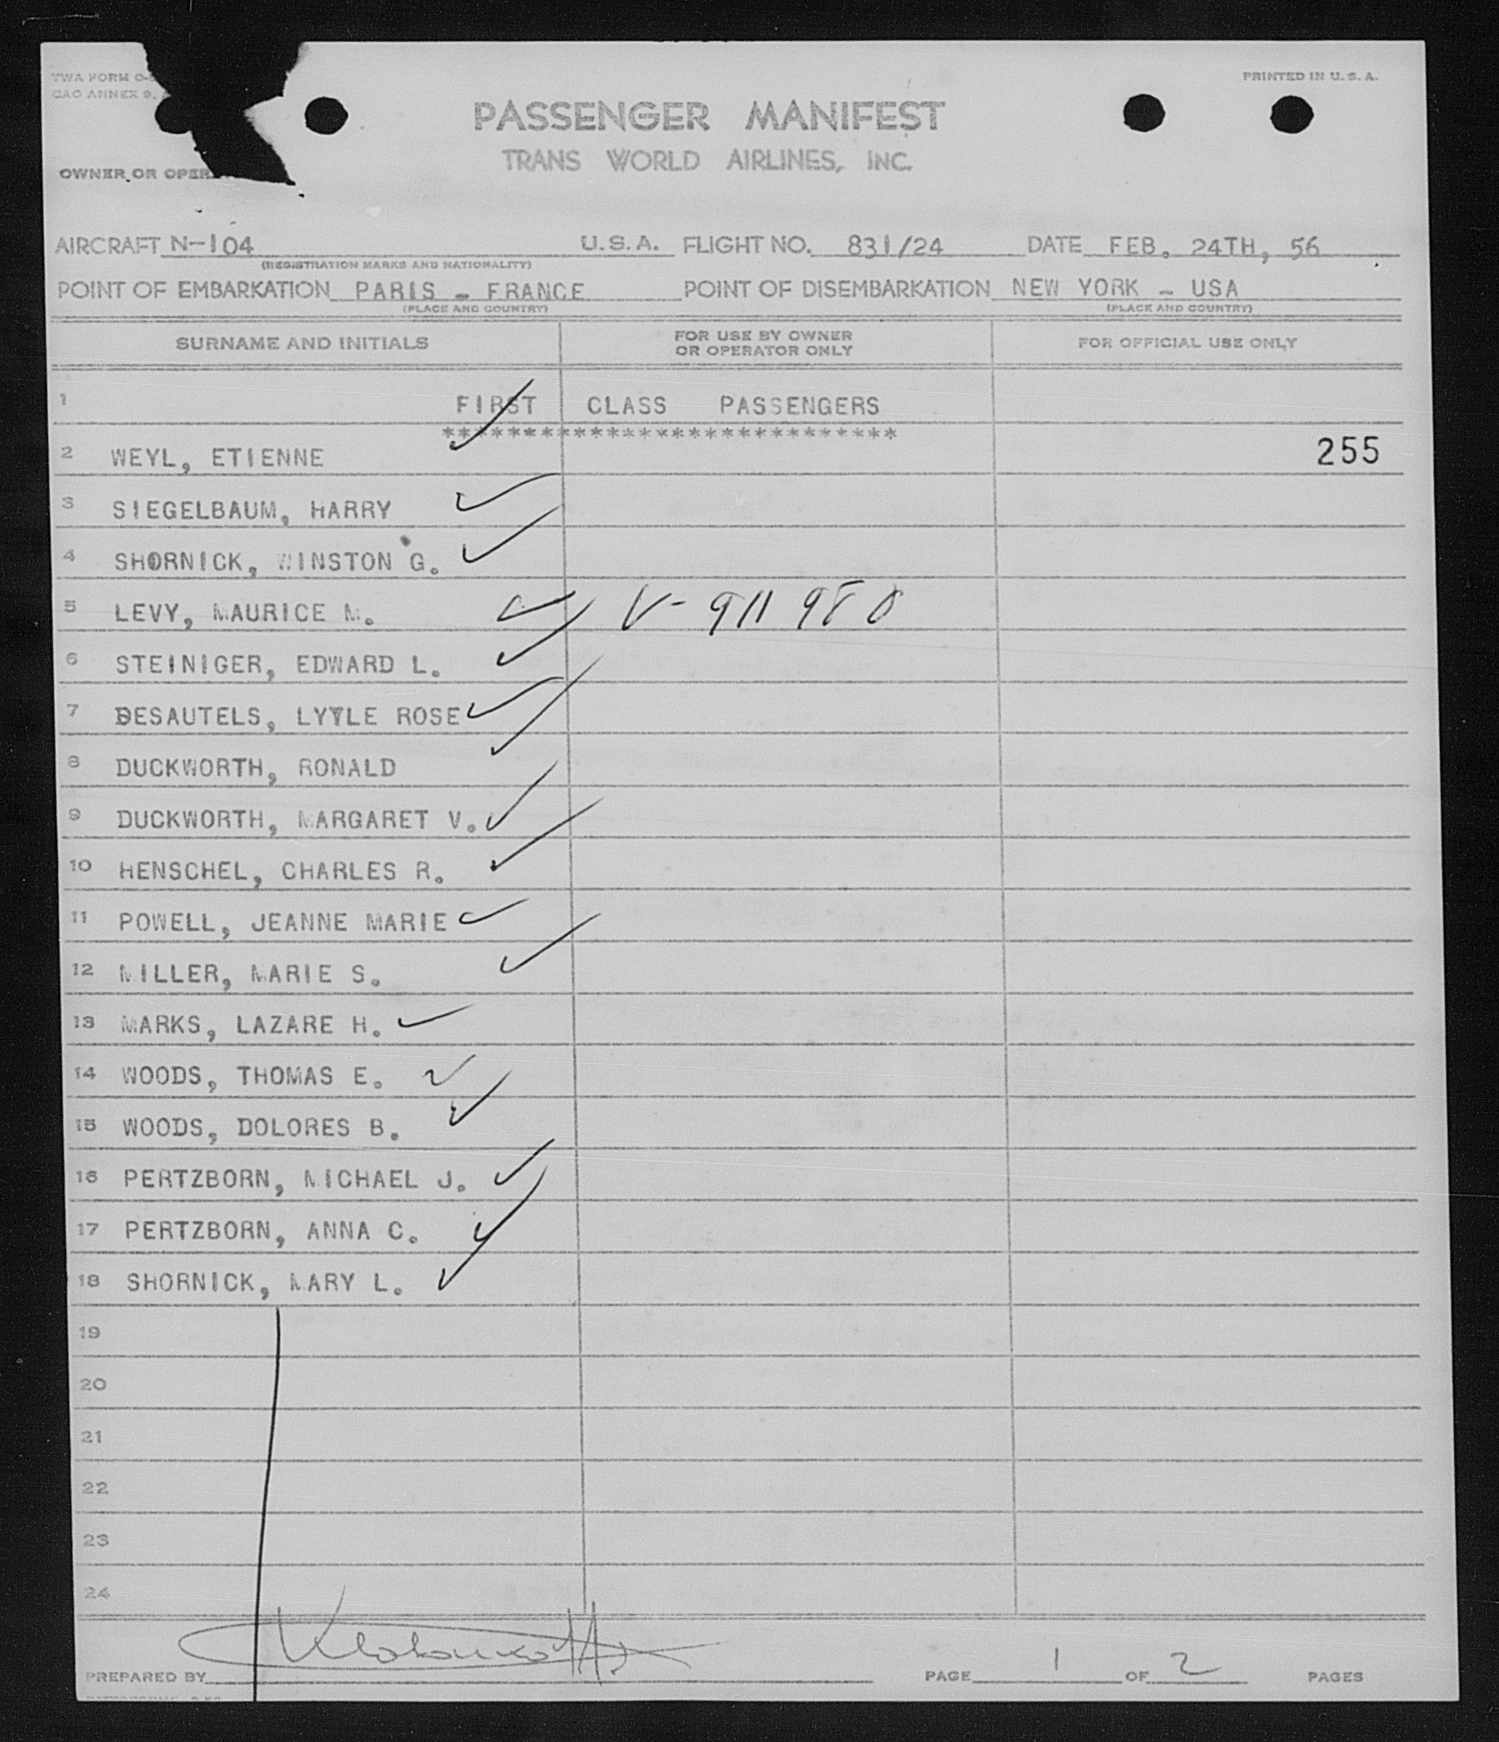 TWA FORM O-
PRINTED IN U. S. A.
CAO ANNEX 9,
PASSENGER MANIFEST
TRANS WORLD AIRLINES, INC.
OWNER OR OPER
AIRCRAFT N-104 U.S.A. FLIGHT NO. 831/24 DATE FEB. 24TH, 56
(REGISTRATION MARKS AND NATIONALITY)
POINT OF EMBARKATION PARIS - FRANCE POINT OF DISEMBARKATION NEW YORK - USA
(PLACE AND COUNTRY) (PLACE AND COUNTRY)
SURNAME AND INITIALS FOR USE BY OWNER OR OPERATOR ONLY FOR OFFICIAL USE ONLY
1 FIRST CLASS PASSENGERS
****************************
2 WEYL, ETIENNE 255
3 SIEGELBAUM, HARRY
4 SHORNICK, WINSTON G.
5 LEVY, MAURICE M. V-911980
6 STEINIGER, EDWARD L.
7 DESAUTELS, LYTLE ROSE
8 DUCKWORTH, RONALD
9 DUCKWORTH, MARGARET V.
10 HENSCHEL, CHARLES R.
11 POWELL, JEANNE MARIE
12 MILLER, MARIE S.
13 MARKS, LAZARE H.
14 WOODS, THOMAS E.
15 WOODS, DOLORES B.
16 PERTZBORN, MICHAEL J.
17 PERTZBORN, ANNA C.
18 SHORNICK, MARY L.
19
20
21
22
23
24
PREPARED BY PAGE 1 OF 2 PAGES